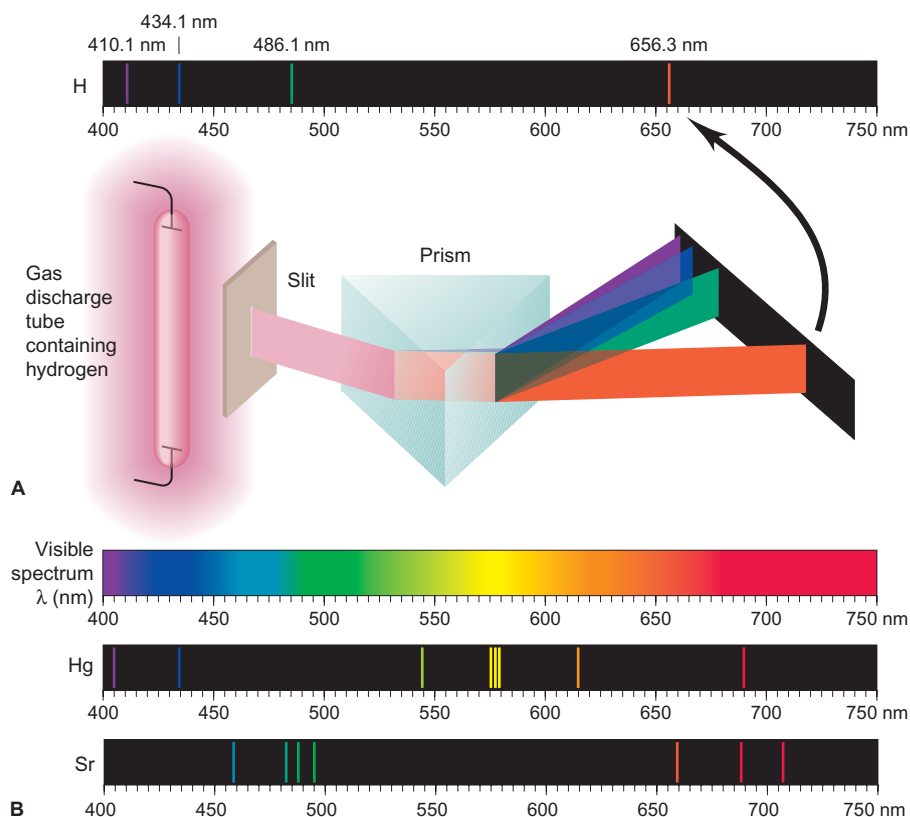 434.1 nm
410.1 nm
486.1 nm
656.3 nm
H
400 450 500 550 600 650 700 750 nm
Gas
discharge
tube
containing
hydrogen
Slit
Prism
A
Visible
spectrum
λ (nm)
400 450 500 550 600 650 700 750 nm
Hg
400 450 500 550 600 650 700 750 nm
Sr
B
400 450 500 550 600 650 700 750 nm